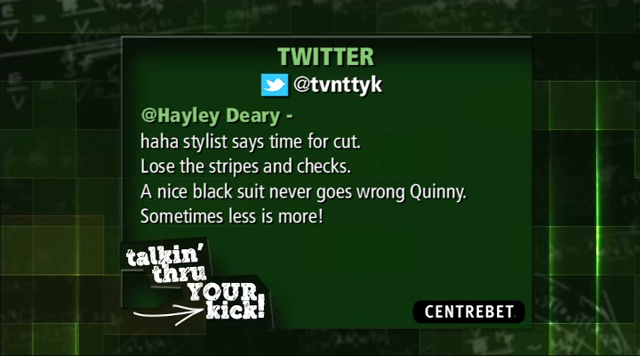 TWITTER
@tvnttyk
@Hayley Deary -
haha stylist says time for cut.
Lose the stripes and checks.
A nice black suit never goes wrong Quinny.
Sometimes less is more!
talkin'
thru
YOUR
kick!
CENTREBET